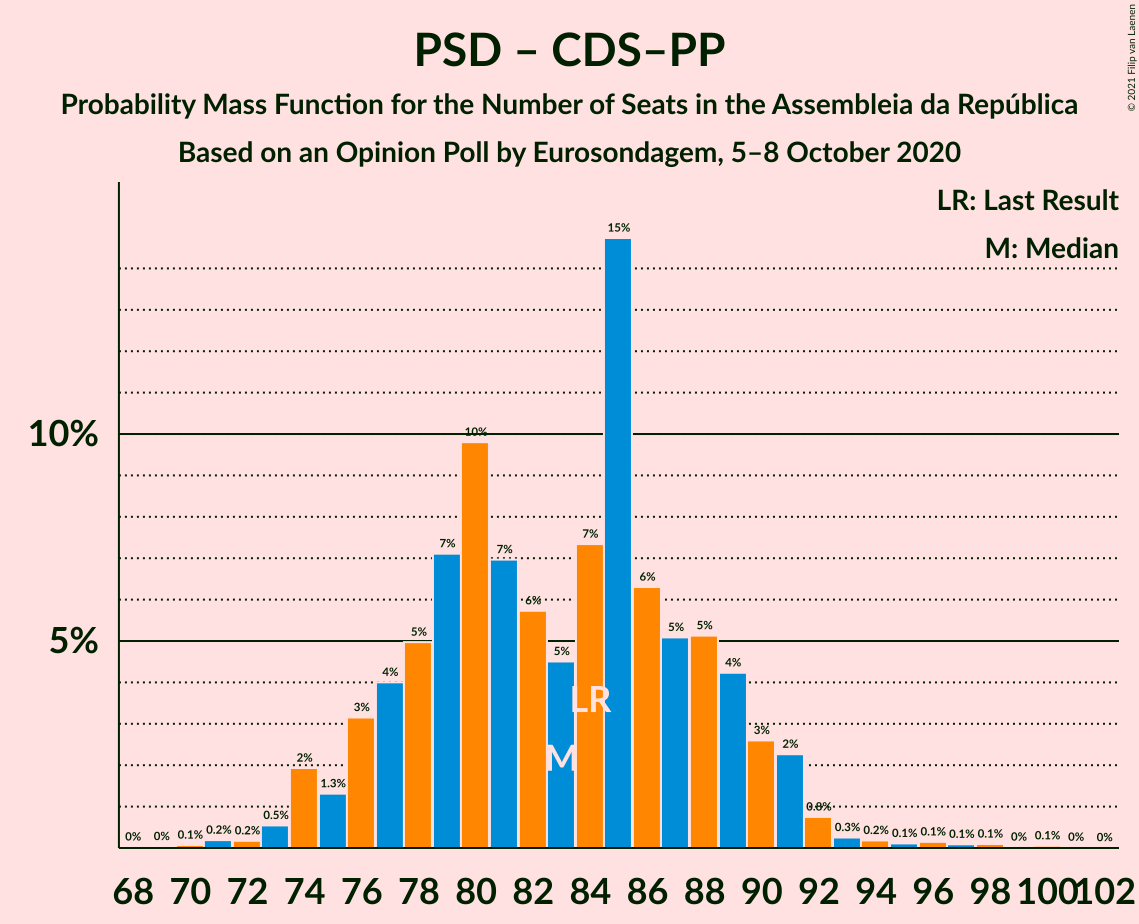 PSD – CDS–PP
Probability Mass Function for the Number of Seats in the Assembleia da República
Based on an Opinion Poll by Eurosondagem, 5–8 October 2020
© 2021 Filip van Laenen
LR: Last Result
M: Median
10%
5%
0% 0% 0.1% 0.2% 0.2% 0.5% 2% 1.3% 3% 4% 5% 7% 10% 7% 6% 5% 7% 15% 6% 5% 5% 4% 3% 2% 0.8% 0.3% 0.2% 0.1% 0.1% 0.1% 0.1% 0% 0.1% 0% 0%
LR
M
68 70 72 74 76 78 80 82 84 86 88 90 92 94 96 98 100 102